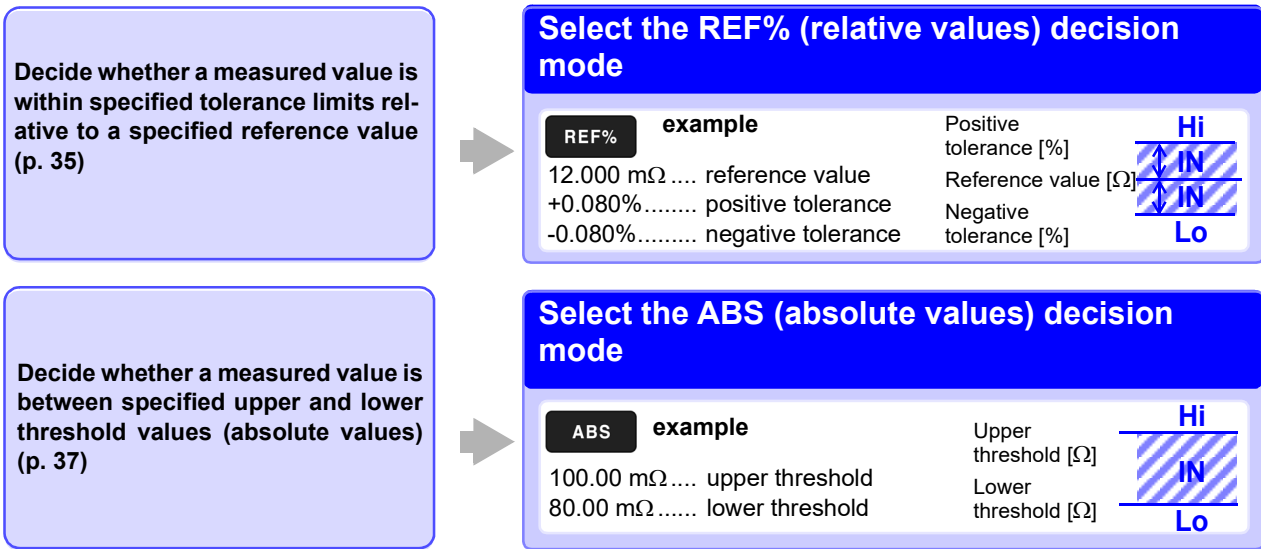 Decide whether a measured value is
within specified tolerance limits rel-
ative to a specified reference value
(p. 35)
Select the REF% (relative values) decision
mode
REF%
example
12.000 mΩ.... reference value
+0.080%........ positive tolerance
-0.080%......... negative tolerance
Positive
tolerance [%]
Reference value [Ω]
Negative
tolerance [%]
Hi
IN
IN
Lo
Decide whether a measured value is
between specified upper and lower
threshold values (absolute values)
(p. 37)
Select the ABS (absolute values) decision
mode
ABS
example
100.00 mΩ.... upper threshold
80.00 mΩ...... lower threshold
Upper
threshold [Ω]
Lower
threshold [Ω]
Hi
IN
Lo